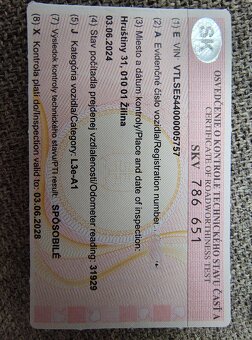 SK
OSVEDČENIE O KONTROLE TECHNICKÉHO STAVU ČASŤ A
CERTIFICATE OF ROADWORTHINESS TEST
SKV 786 651
(1) E VIN VTLSE544000005757
(2) A Evidenčné číslo vozidla/Registration number
(3) Miesto a dátum kontroly/Place and date of inspection:
Hruštiny 31, 010 01 Žilina
03.06.2024
(4) Stav počítadla prejdenej vzdialenosti/Odometer reading: 31929
(5) J Kategória vozidla/Category: L3e-A1
(7) Výsledok kontroly technického stavu/PTI result: SPÔSOBILÉ
(8) X Kontrola platí do/Inspection valid to: 03.06.2028